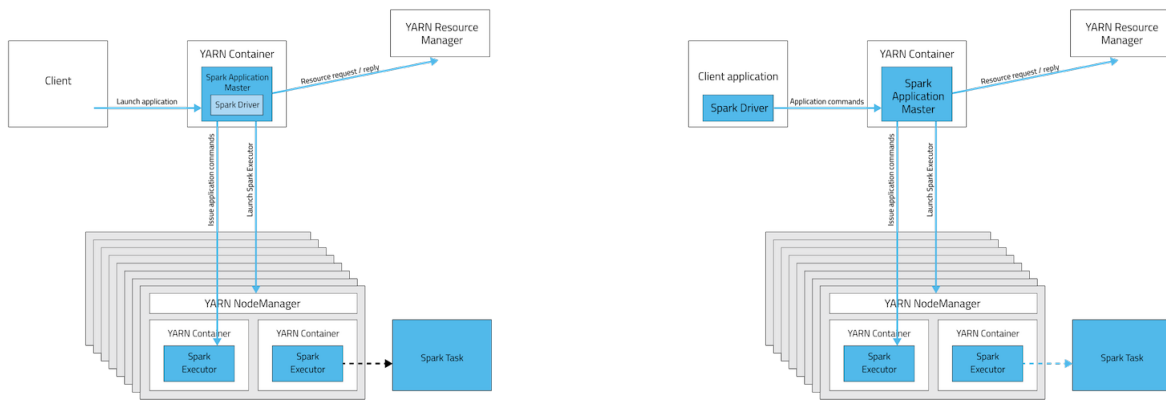 Client
Launch application
YARN Container
Spark Application
Master
Spark Driver
Resource request / reply
YARN Resource
Manager
Issue application commands
Launch Spark Executor
YARN NodeManager
YARN Container
Spark
Executor
YARN Container
Spark
Executor
Spark Task
Client application
Spark Driver
Application commands
YARN Container
Spark
Application
Master
Resource request / reply
YARN Resource
Manager
Issue application commands
Launch Spark Executor
YARN NodeManager
YARN Container
Spark
Executor
YARN Container
Spark
Executor
Spark Task